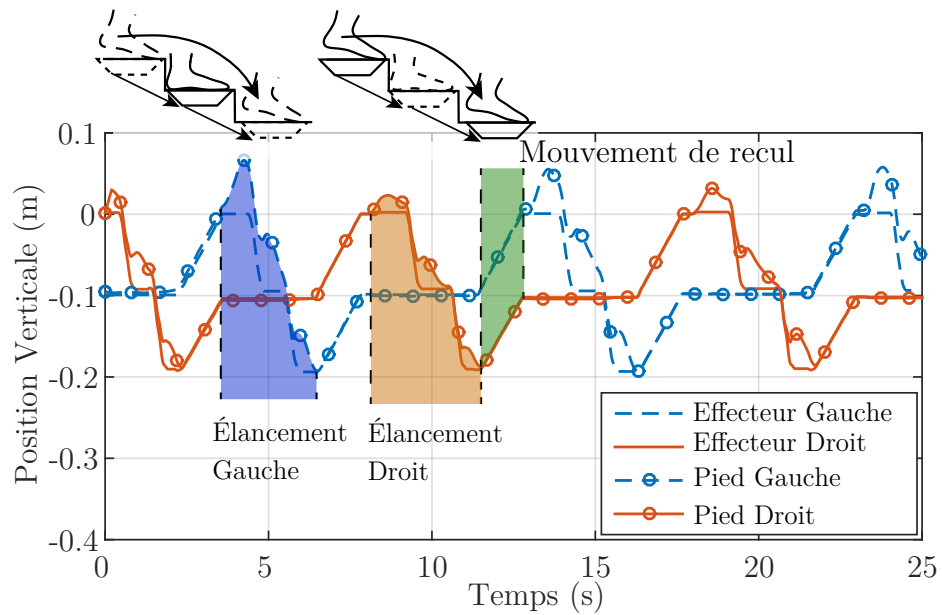 Mouvement de recul
Position Verticale (m)
0.1
0
-0.1
-0.2
-0.3
-0.4
Élancement
Gauche
Élancement
Droit
Effecteur Gauche
Effecteur Droit
Pied Gauche
Pied Droit
0
5
10
15
20
25
Temps (s)